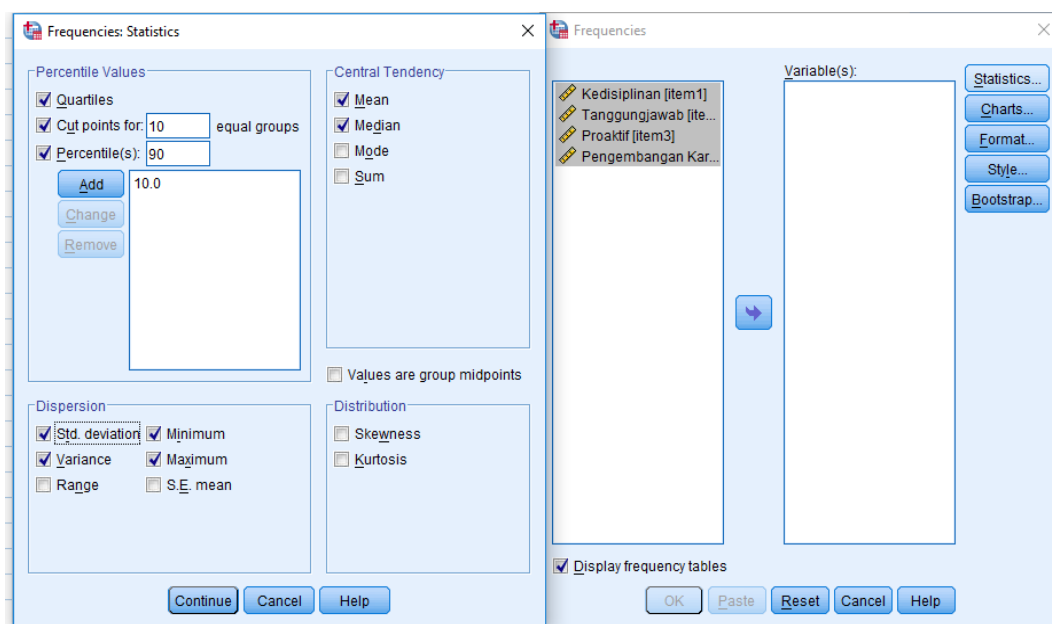 Frequencies: Statistics
Percentile Values
Quartiles
Cut points for: 10 equal groups
Percentile(s): 90
Add
Change
Remove
10.0
Central Tendency
Mean
Median
Mode
Sum
Values are group midpoints
Dispersion
Std. deviation Minimum
Variance Maximum
Range S.E. mean
Distribution
Skewness
Kurtosis
Continue Cancel Help
Frequencies
Kedisiplinan [item1]
Tanggungjawab [ite...
Proaktif [item3]
Pengembangan Kar...
Variable(s):
Statistics...
Charts...
Format...
Style...
Bootstrap...
Display frequency tables
OK Paste Reset Cancel Help